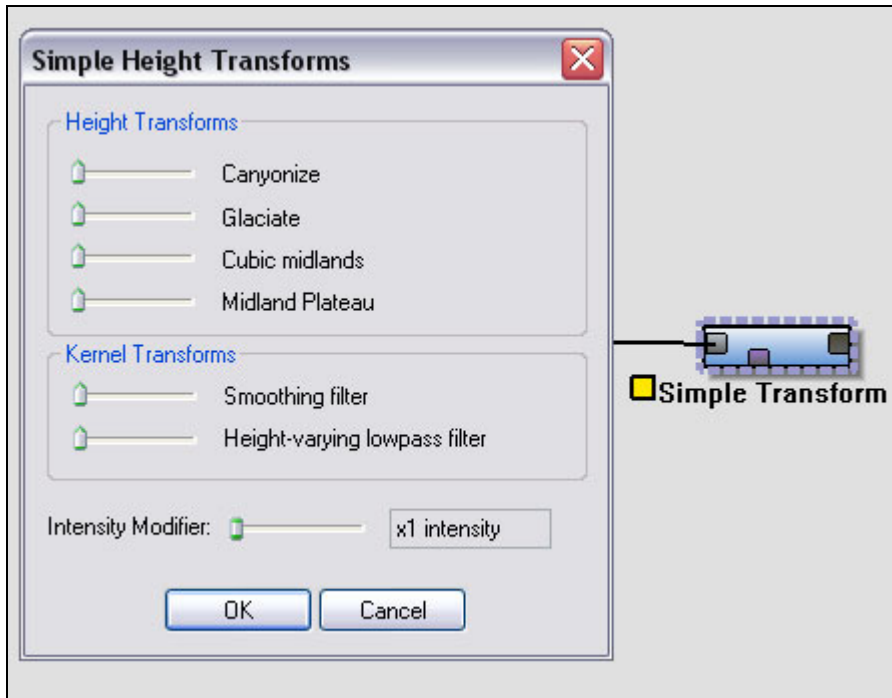 Simple Height Transforms
Height Transforms
Canyonize
Glaciate
Cubic midlands
Midland Plateau
Kernel Transforms
Smoothing filter
Height-varying lowpass filter
Intensity Modifier:
x1 intensity
OK
Cancel
Simple Transform